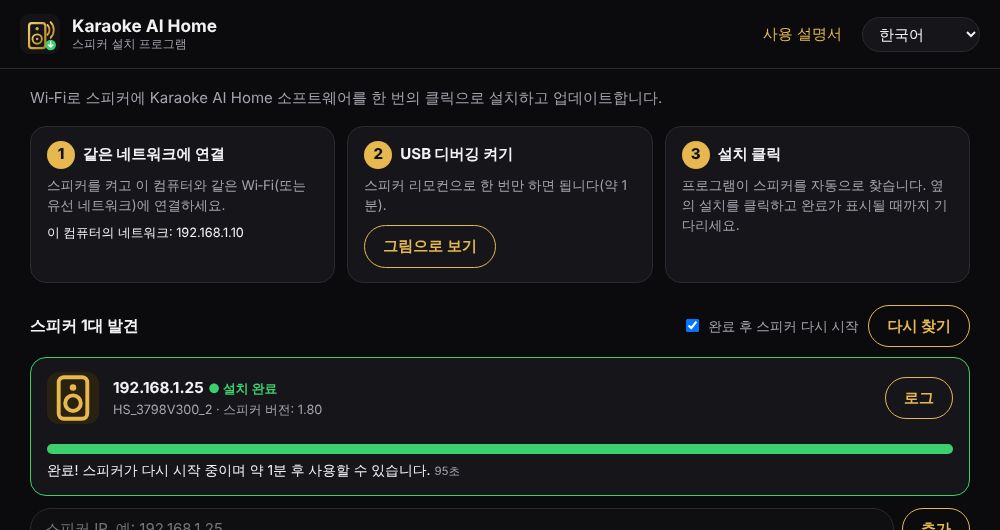 Karaoke AI Home
스피커 설치 프로그램
사용 설명서
한국어
Wi-Fi로 스피커에 Karaoke AI Home 소프트웨어를 한 번의 클릭으로 설치하고 업데이트합니다.
1 같은 네트워크에 연결
스피커를 켜고 이 컴퓨터와 같은 Wi-Fi(또는
유선 네트워크)에 연결하세요.
이 컴퓨터의 네트워크: 192.168.1.10
2 USB 디버깅 켜기
스피커 리모컨으로 한 번만 하면 됩니다(약 1
분).
그림으로 보기
3 설치 클릭
프로그램이 스피커를 자동으로 찾습니다. 옆
의 설치를 클릭하고 완료가 표시될 때까지 기
다리세요.
스피커 1대 발견
완료 후 스피커 다시 시작
다시 찾기
192.168.1.25 설치 완료
HS_3798V300_2 · 스피커 버전: 1.80
로그
완료! 스피커가 다시 시작 중이며 약 1분 후 사용할 수 있습니다. 95초
스피커 IP, 예: 192.168.1.25
추가